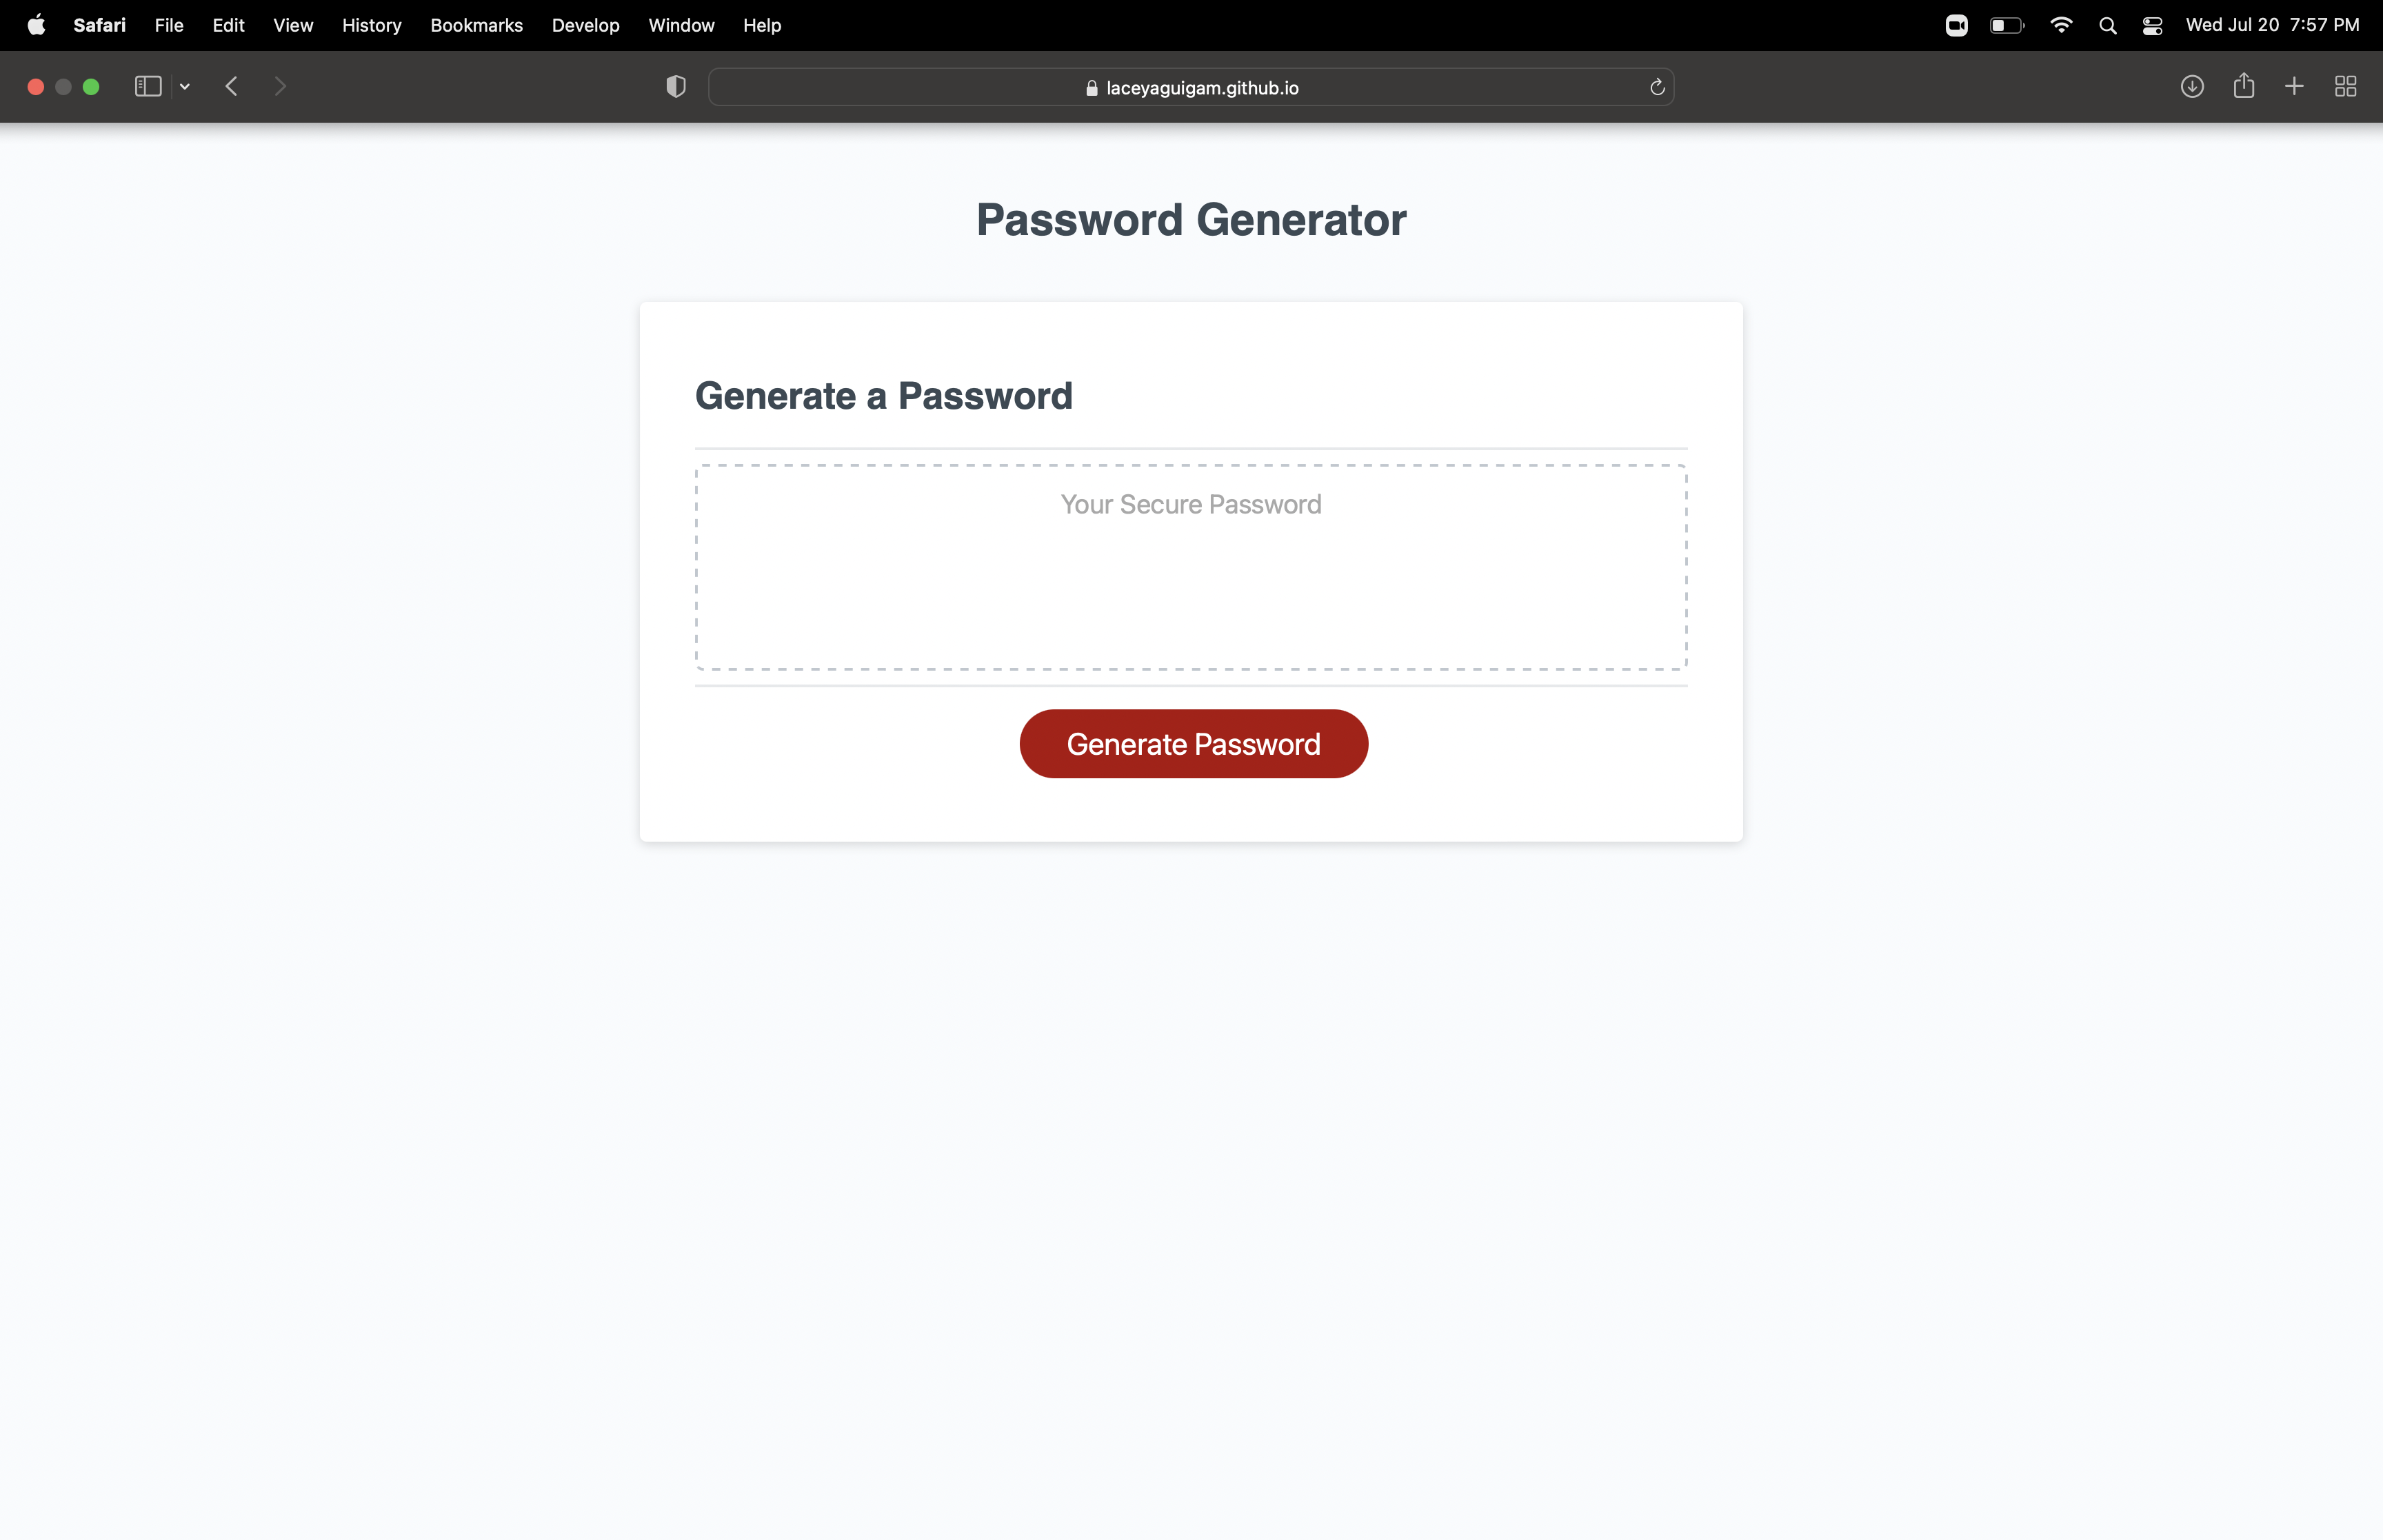 Safari File Edit View History Bookmarks Develop Window Help Wed Jul 20 7:57 PM
laceyaguigam.github.io
Password Generator
Generate a Password
Your Secure Password
Generate Password